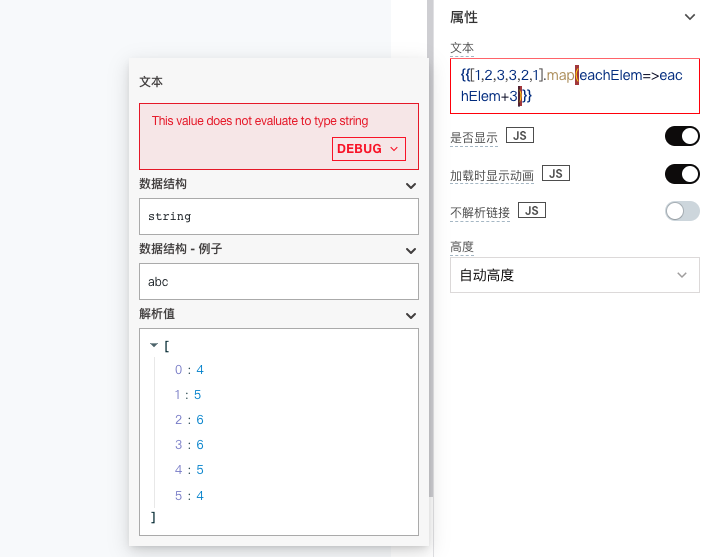 文本
This value does not evaluate to type string
DEBUG
数据结构
string
数据结构 - 例子
abc
解析值
[
0 : 4
1 : 5
2 : 6
3 : 6
4 : 5
5 : 4
]
属性
文本
{{[1,2,3,3,2,1].map(eachElem=>eac
hElem+3)}}
是否显示 JS
加载时显示动画 JS
不解析链接 JS
高度
自动高度